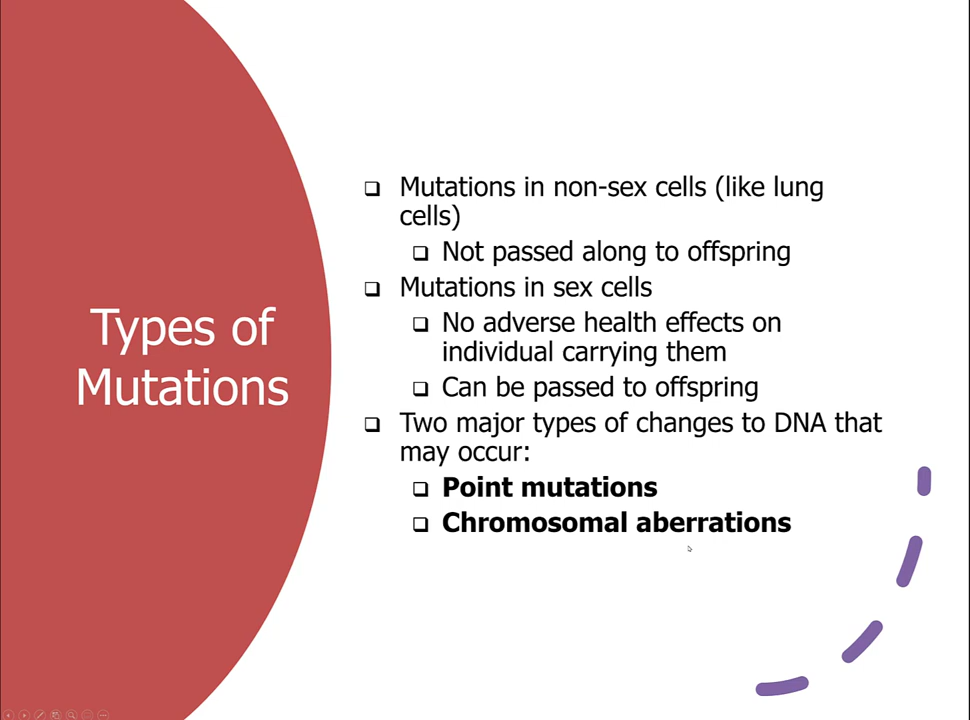 Types of
Mutations
Mutations in non-sex cells (like lung
cells)
Not passed along to offspring
Mutations in sex cells
No adverse health effects on
individual carrying them
Can be passed to offspring
Two major types of changes to DNA that
may occur:
Point mutations
Chromosomal aberrations